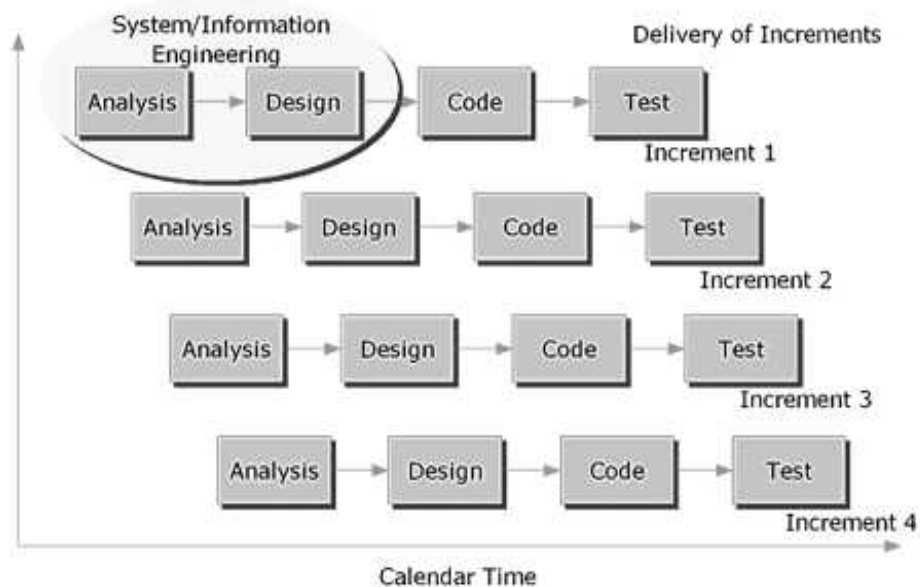 System/Information
Engineering
Delivery of Increments
Analysis
Design
Code
Test
Increment 1
Analysis
Design
Code
Test
Increment 2
Analysis
Design
Code
Test
Increment 3
Analysis
Design
Code
Test
Increment 4
Calendar Time